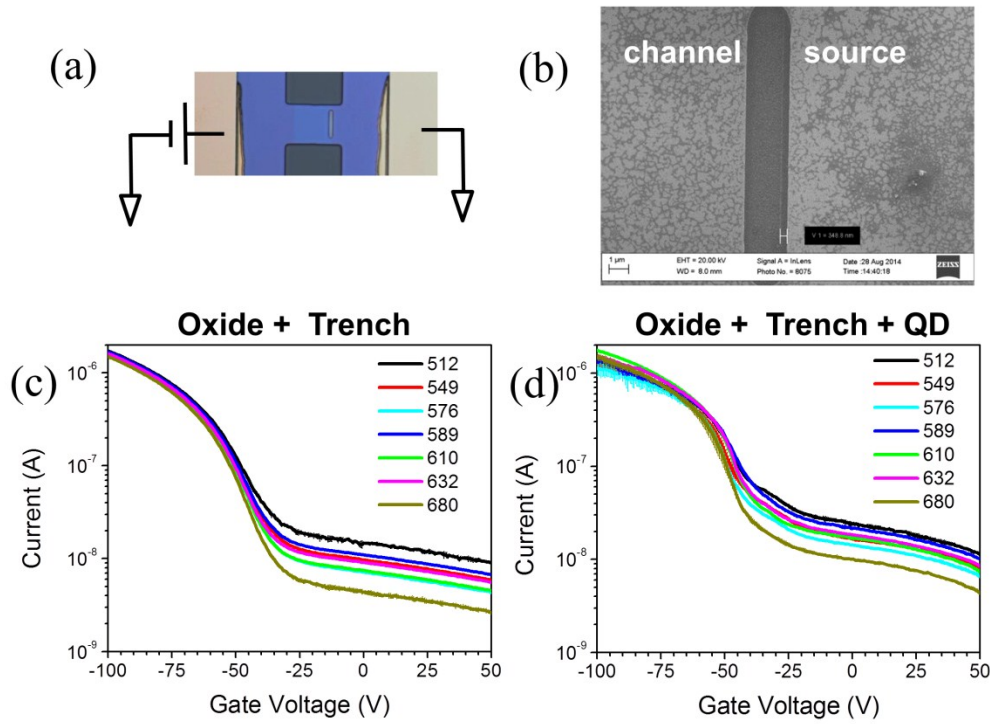 (a)
(b)
channel source
V 1 = 349.9 nm
1 µm
EHT = 20.00 kV
WD = 8.0 mm
Signal A = InLens
Photo No. = 8075
Date :28 Aug 2014
Time :14:40:18
ZEISS
Oxide + Trench
(c)
512
549
576
589
610
632
680
10⁻⁶
10⁻⁷
10⁻⁸
10⁻⁹
Current (A)
-100 -75 -50 -25 0 25 50
Gate Voltage (V)
Oxide + Trench + QD
(d)
512
549
576
589
610
632
680
10⁻⁶
10⁻⁷
10⁻⁸
10⁻⁹
Current (A)
-100 -75 -50 -25 0 25 50
Gate Voltage (V)